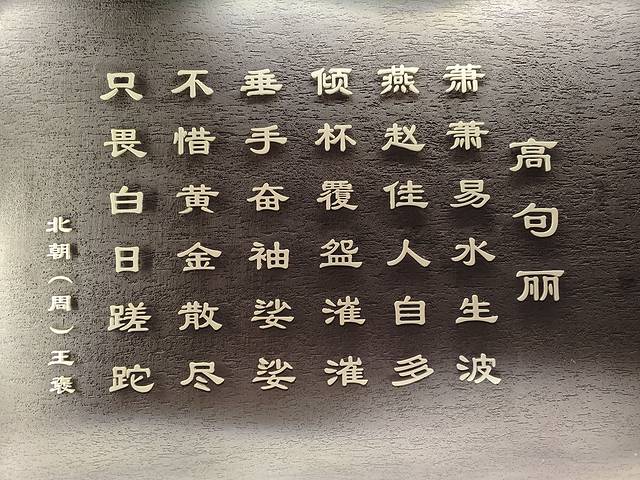 高句丽
萧萧易水生波
燕赵佳人自多
倾杯覆盌漼漼
垂手奋袖娑娑
不惜黄金散尽
只畏白日蹉跎
北朝（周）王褒